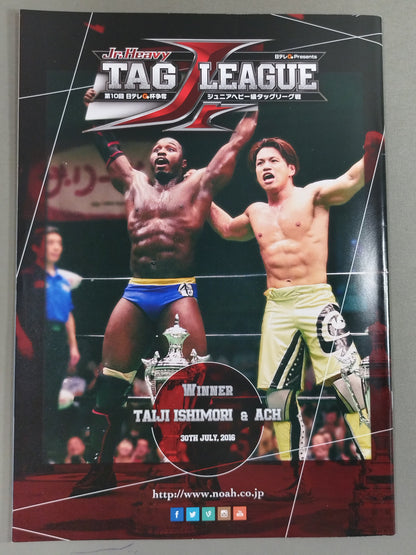 Jr.Heavy
日テレG Presents
TAG LEAGUE
第10回 日テレG杯争奪
ジュニアヘビー級タッグリーグ戦
WINNER
TAIJI ISHIMORI & ACH
30TH JULY, 2016
http://www.noah.co.jp